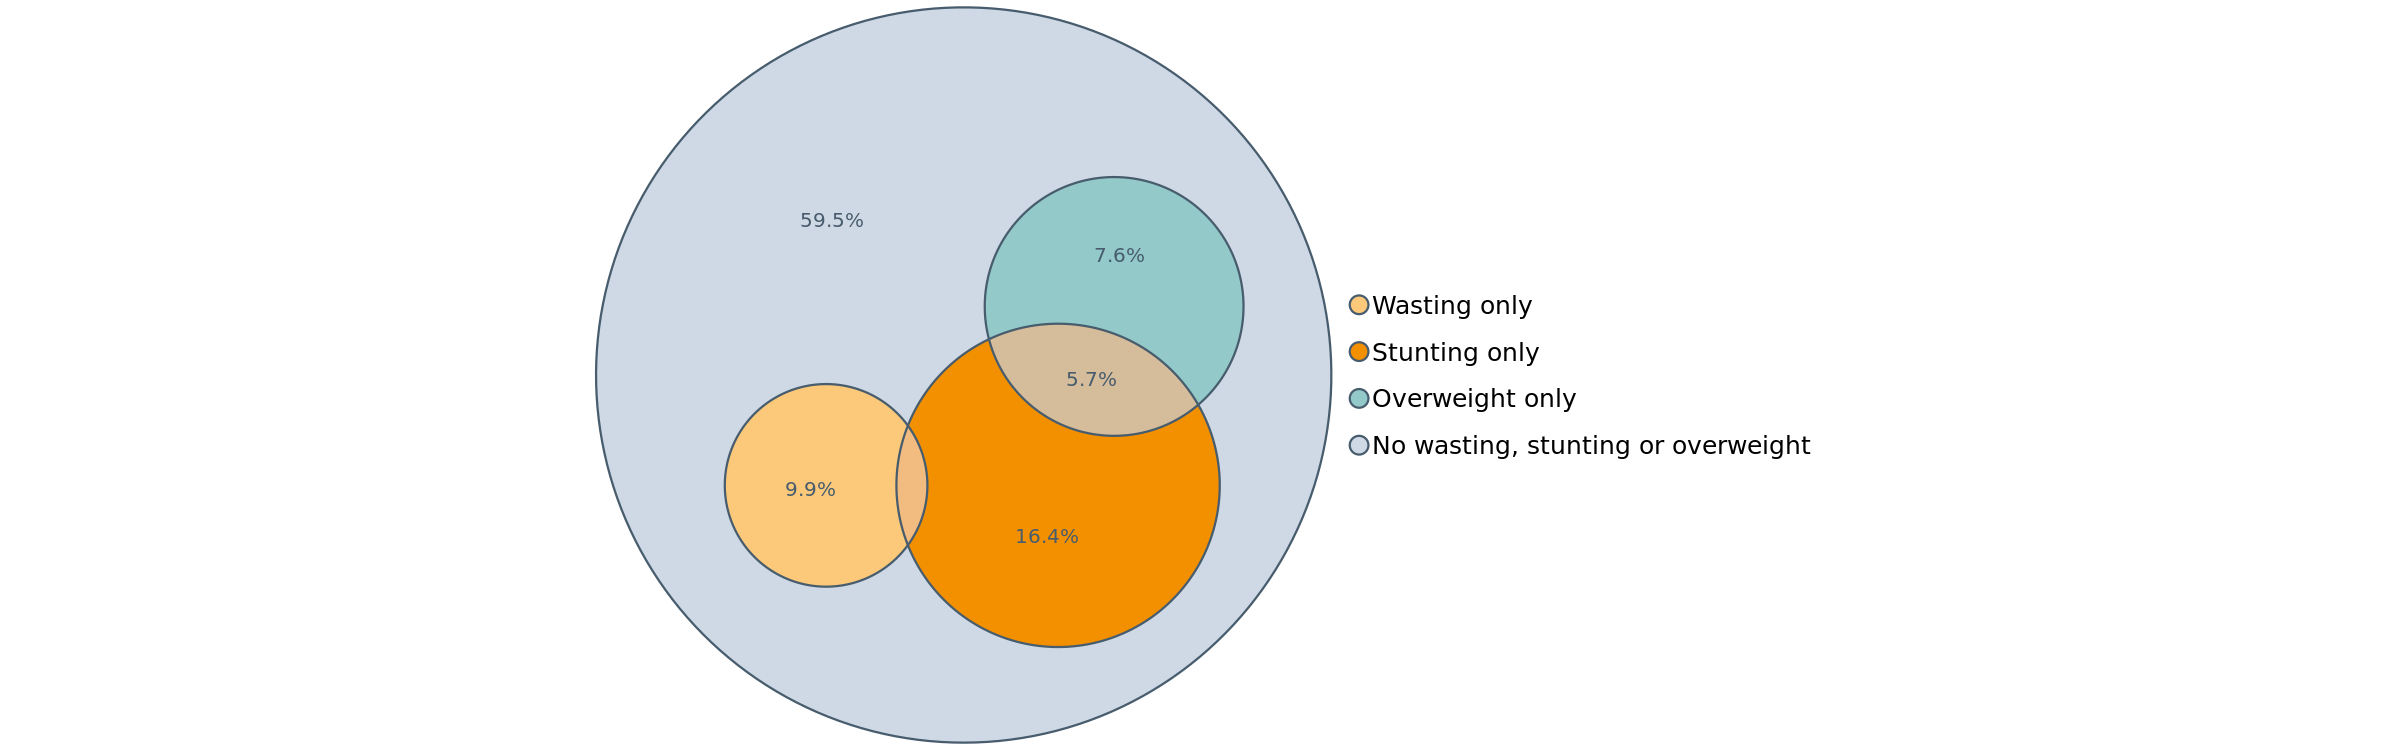 59.5%
7.6%
5.7%
9.9%
16.4%
Wasting only
Stunting only
Overweight only
No wasting, stunting or overweight